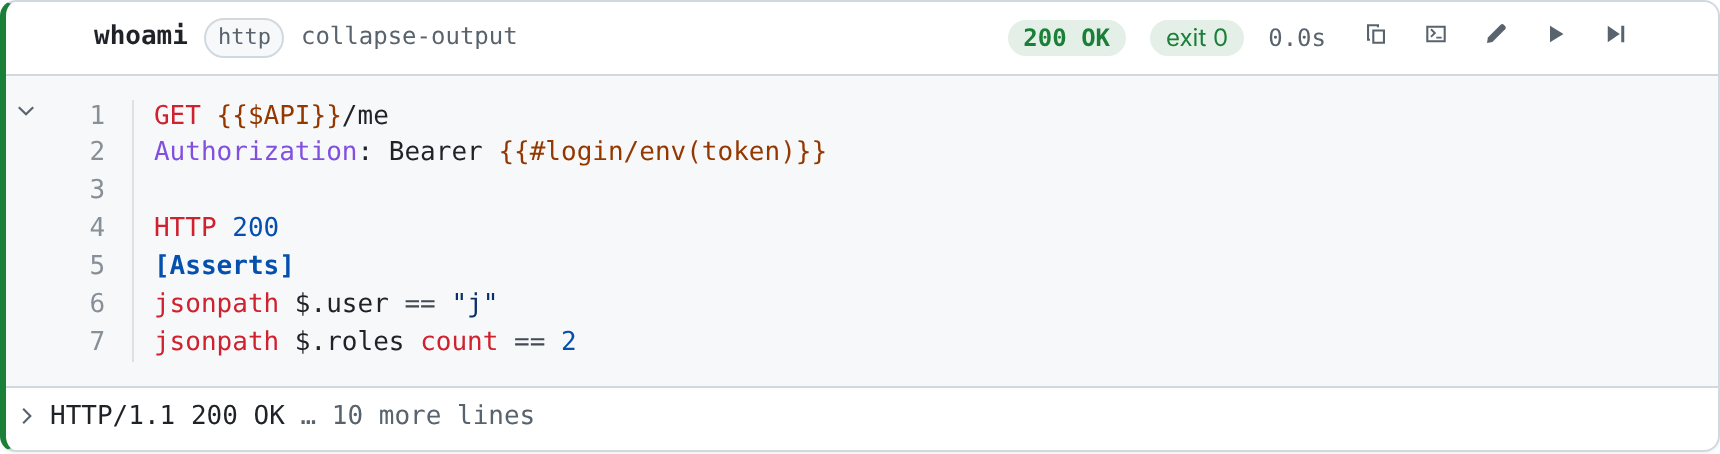 whoami http collapse-output 200 OK exit 0 0.0s
1 GET {{$API}}/me
2 Authorization: Bearer {{#login/env(token)}}
3
4 HTTP 200
5 [Asserts]
6 jsonpath $.user == "j"
7 jsonpath $.roles count == 2
HTTP/1.1 200 OK … 10 more lines